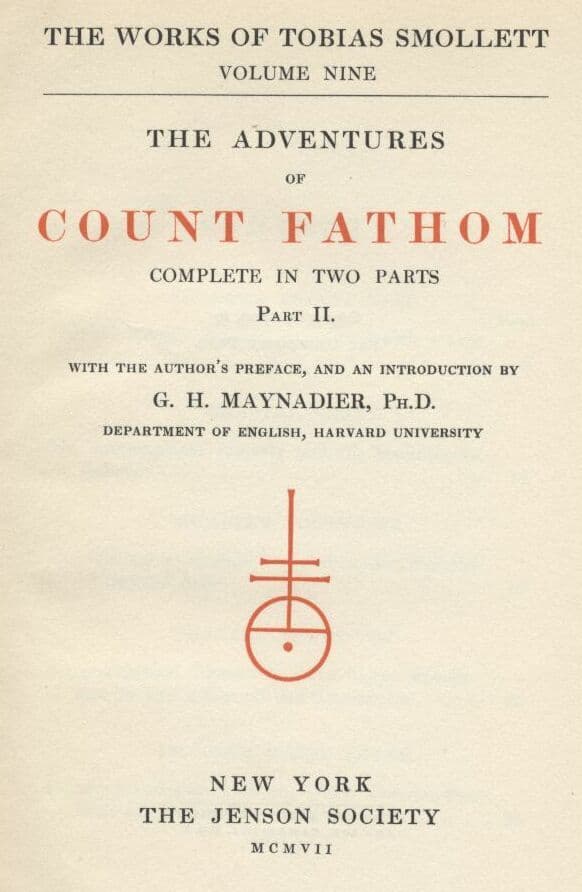 THE WORKS OF TOBIAS SMOLLETT
VOLUME NINE
THE ADVENTURES
OF
COUNT FATHOM
COMPLETE IN TWO PARTS
PART II.
WITH THE AUTHOR'S PREFACE, AND AN INTRODUCTION BY
G. H. MAYNADIER, PH.D.
DEPARTMENT OF ENGLISH, HARVARD UNIVERSITY
NEW YORK
THE JENSON SOCIETY
MCMVII